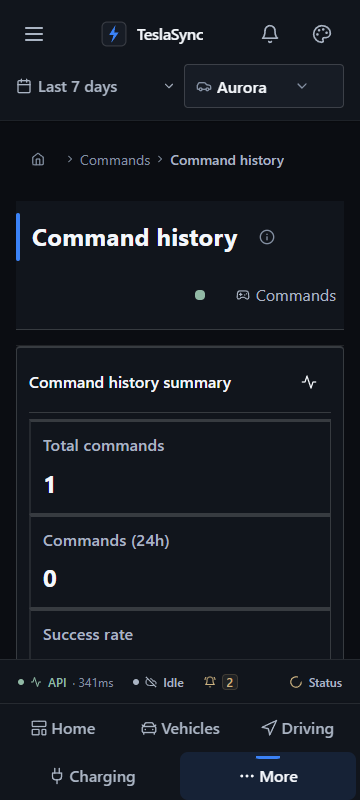 TeslaSync
Last 7 days
Aurora
Commands
Command history
Command history
Commands
Command history summary
Total commands
1
Commands (24h)
0
Success rate
API · 341ms
Idle
2
Status
Home
Vehicles
Driving
Charging
More